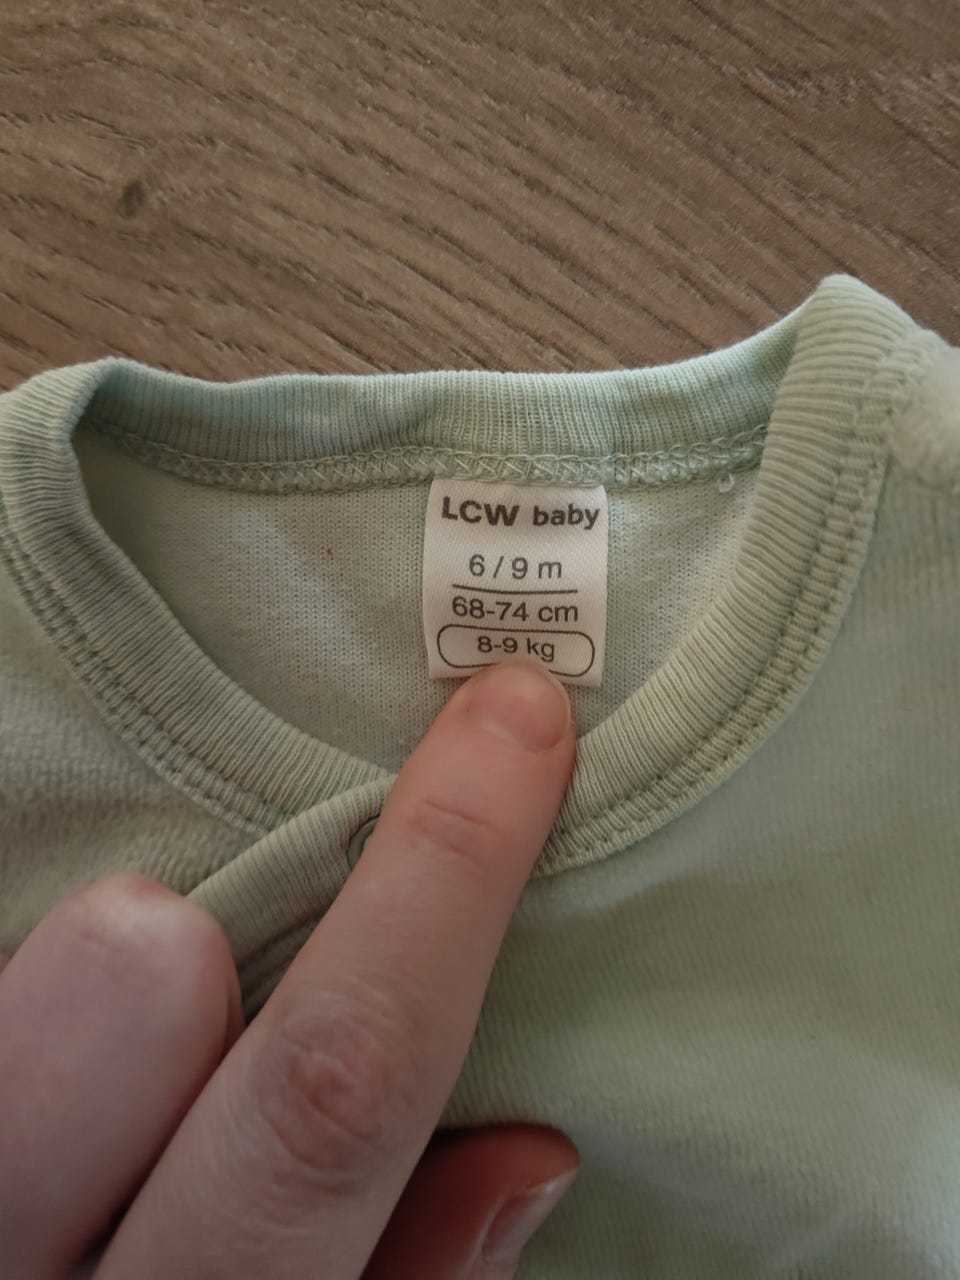 LCW baby
6 / 9 m
68-74 cm
8-9 kg